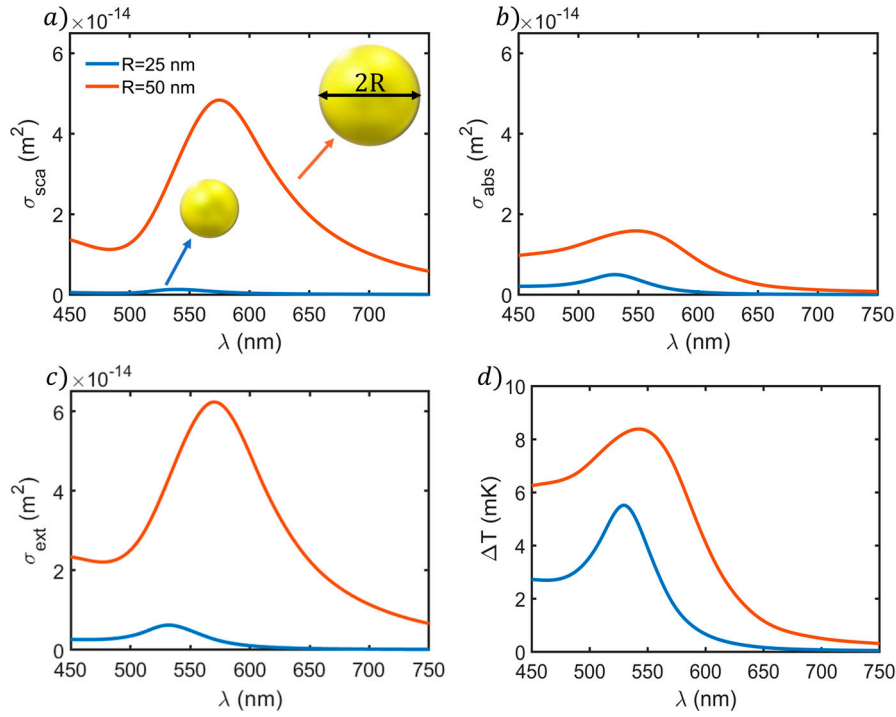 a) ×10⁻¹⁴
6
4
2
0
σsca (m²)
R=25 nm
R=50 nm
2R
450 500 550 600 650 700
λ (nm)
b) ×10⁻¹⁴
6
4
2
0
σabs (m²)
450 500 550 600 650 700 750
λ (nm)
c) ×10⁻¹⁴
6
4
2
0
σext (m²)
450 500 550 600 650 700 750
λ (nm)
d)
10
8
6
4
2
0
ΔT (mK)
450 500 550 600 650 700 750
λ (nm)